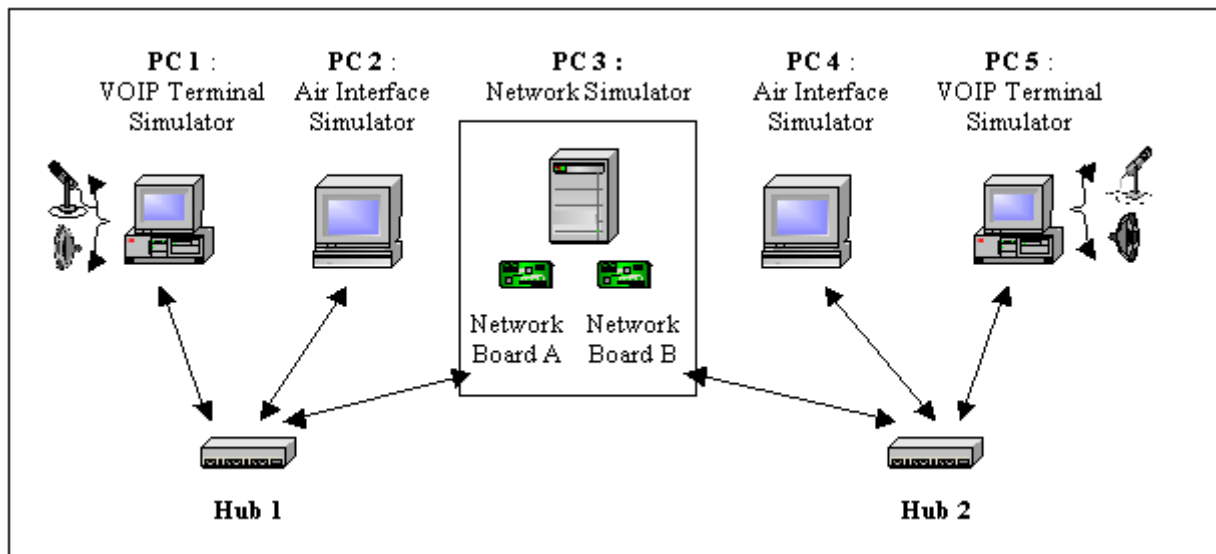 PC 1 :
VOIP Terminal
Simulator
PC 2 :
Air Interface
Simulator
PC 3 :
Network Simulator
PC 4 :
Air Interface
Simulator
PC 5 :
VOIP Terminal
Simulator
Network
Board A
Network
Board B
Hub 1
Hub 2